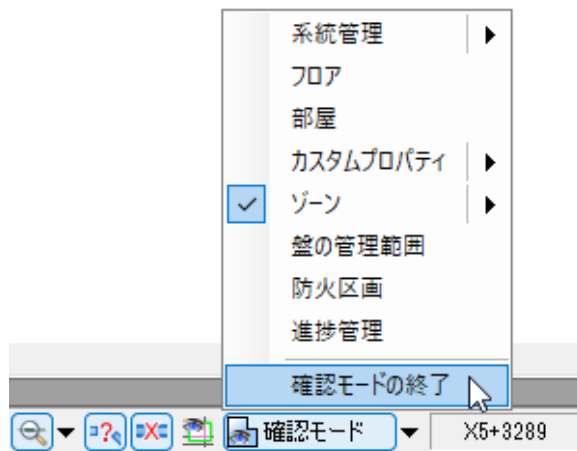 系統管理
フロア
部屋
カスタムプロパティ
ゾーン
盤の管理範囲
防火区画
進捗管理
確認モードの終了
確認モード X5+3289